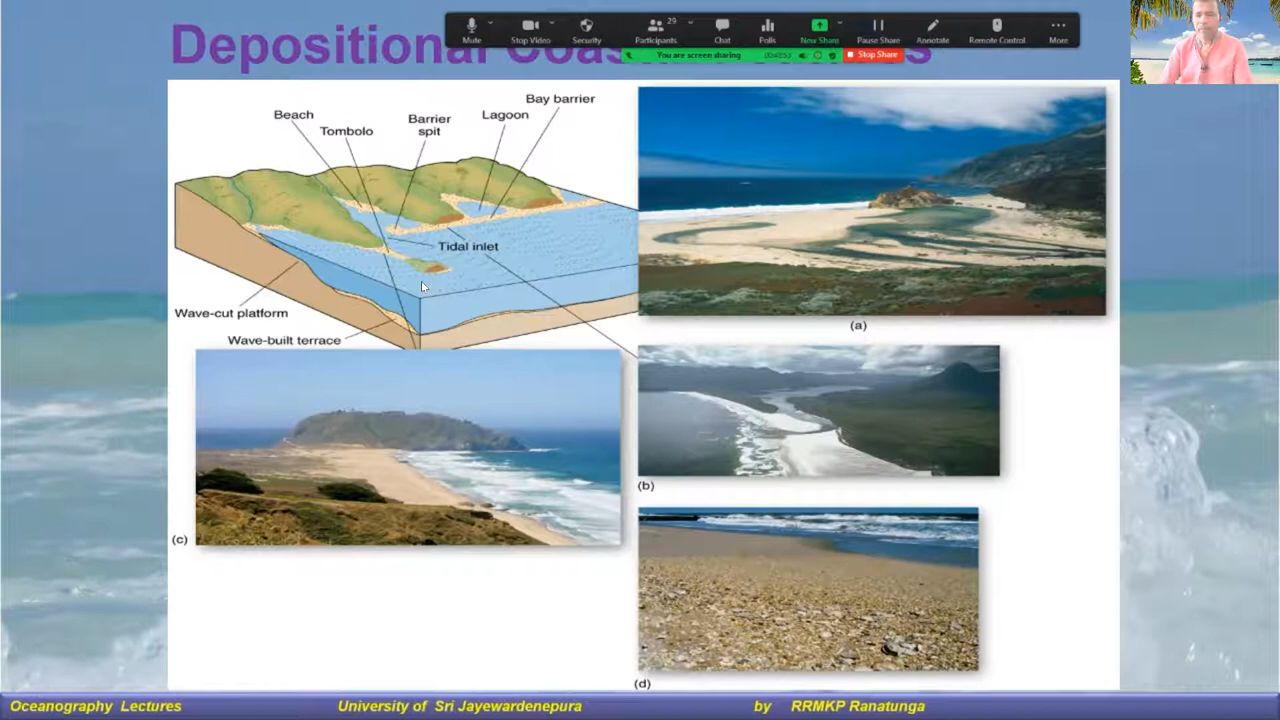 Depositional
29
Mute
Stop Video
Security
Participants
Chat
Polls
New Share
Pause Share
Annotate
Remote Control
More
You are screen sharing
Stop Share
Bay barrier
Beach
Barrier
spit
Lagoon
Tombolo
Tidal inlet
Wave-cut platform
Wave-built terrace
(a)
(b)
(c)
(d)
Oceanography Lectures
University of Sri Jayewardenepura
by RRMKP Ranatunga